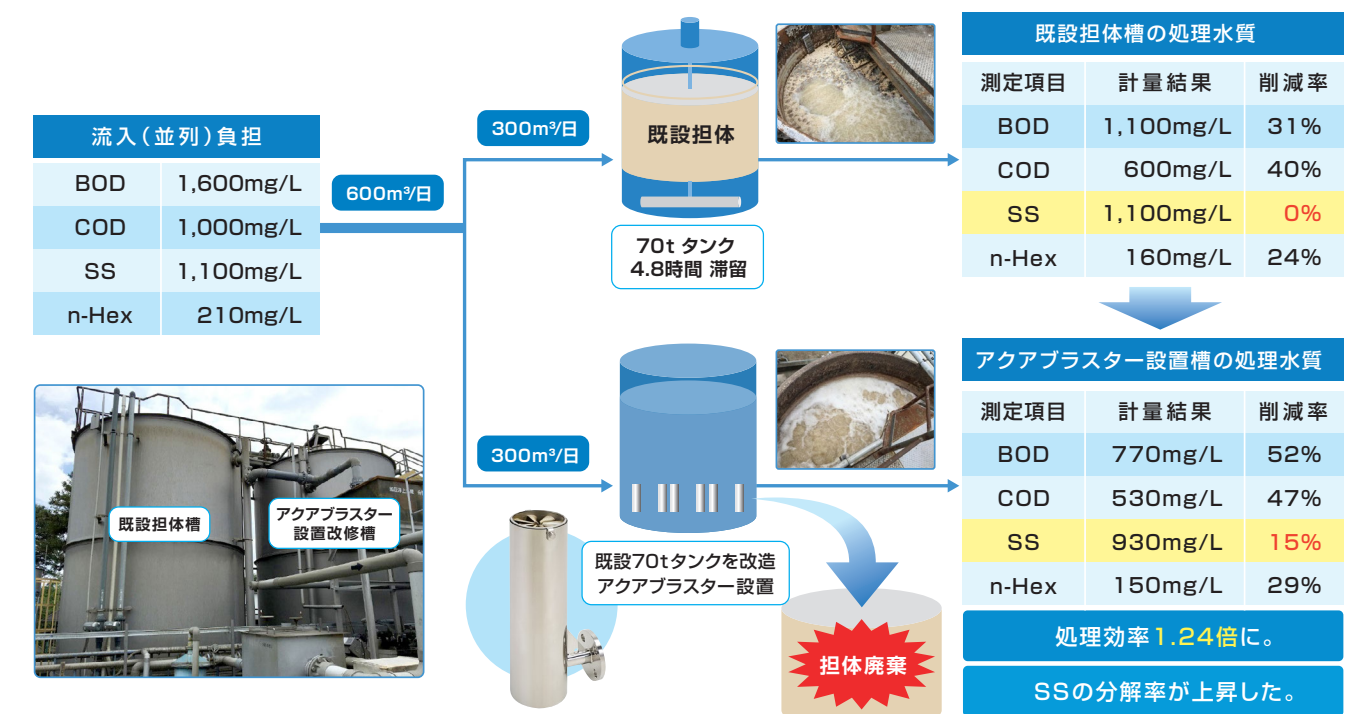 流入(並列)負担
BOD 1,600mg/L
COD 1,000mg/L
SS 1,100mg/L
n-Hex 210mg/L
600m³/日
300m³/日
既設担体
70t タンク
4.8時間 滞留
既設担体槽の処理水質
測定項目 計量結果 削減率
BOD 1,100mg/L 31%
COD 600mg/L 40%
SS 1,100mg/L 0%
n-Hex 160mg/L 24%
既設担体槽
アクアブラスター
設置改修槽
300m³/日
既設70tタンクを改造
アクアブラスター設置
担体廃棄
アクアブラスター設置槽の処理水質
測定項目 計量結果 削減率
BOD 770mg/L 52%
COD 530mg/L 47%
SS 930mg/L 15%
n-Hex 150mg/L 29%
処理効率1.24倍に。
SSの分解率が上昇した。